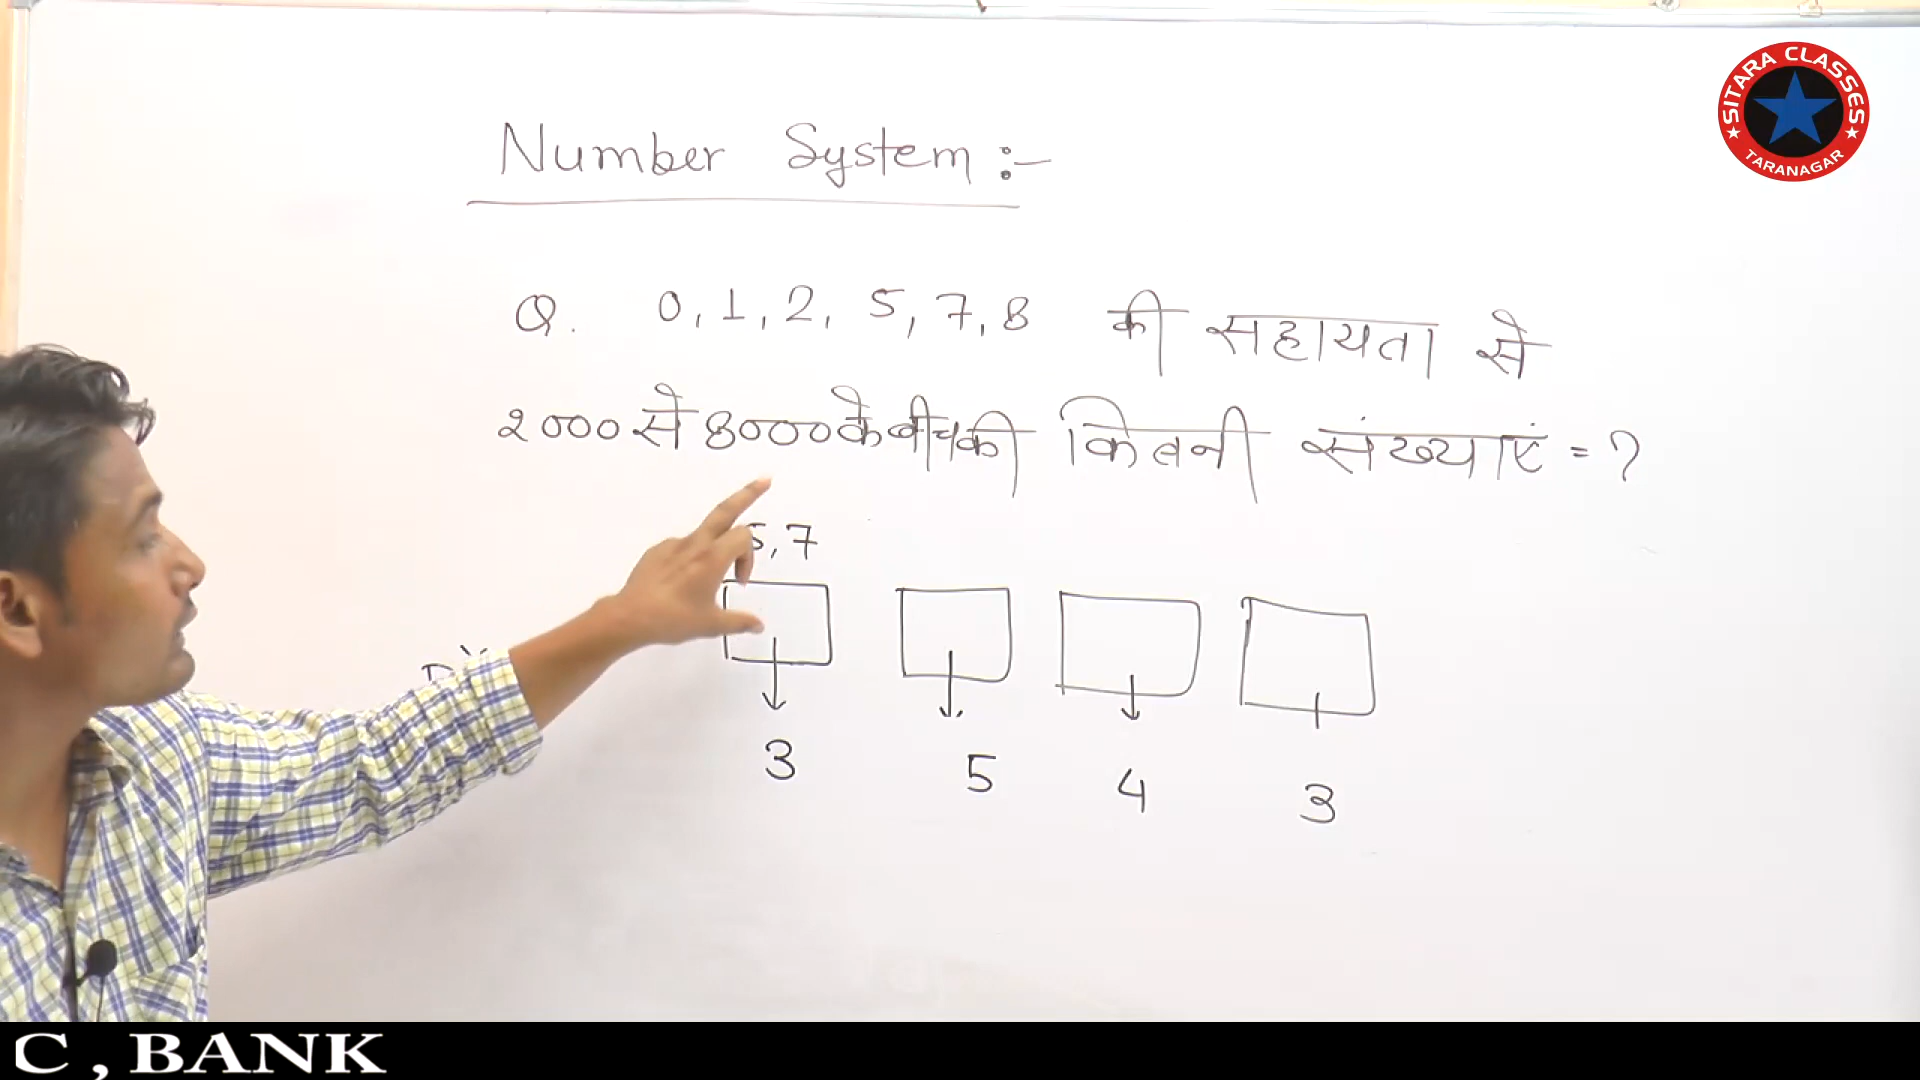 SITARA CLASSES
TARANAGAR
Number System :-
Q. 0, 1, 2, 5, 7, 8 की सहायता से
2000 से 8000 के बीच की कितनी संख्याएं = ?
5, 7
3 5 4 3
C , BANK